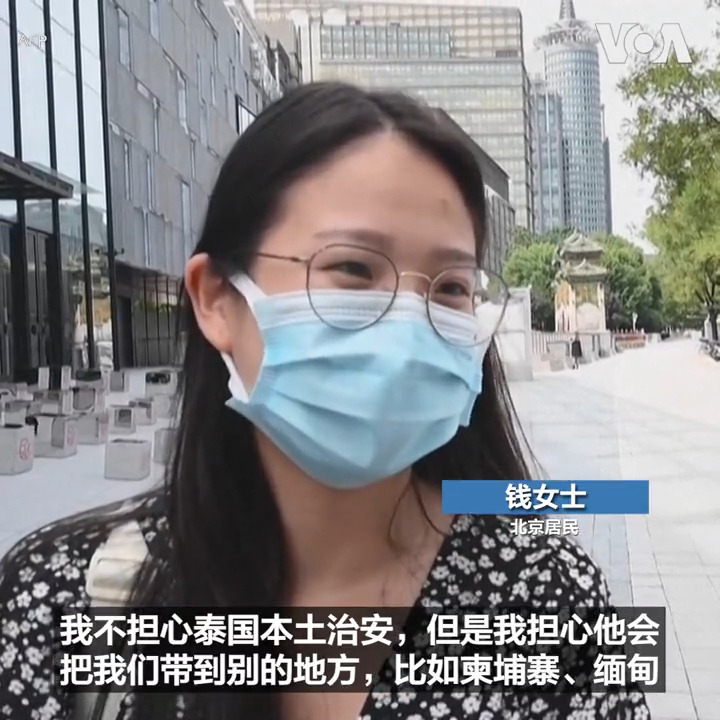 AFP
VOA
钱女士
北京居民
我不担心泰国本土治安，但是我担心他会
把我们带到别的地方，比如柬埔寨、缅甸